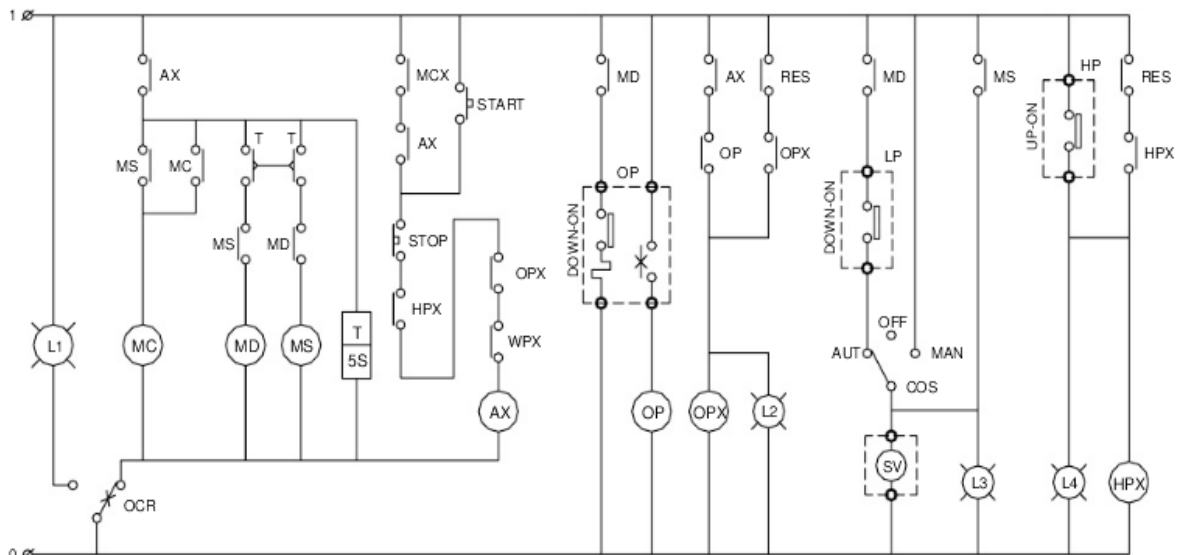 1
AX
MS
MC
T
T
MS
MD
L1
MC
MD
MS
T
5S
OCR
MCX
START
AX
STOP
HPX
OPX
WPX
AX
MD
OP
DOWN-ON
OP
AX
RES
OP
OPX
OPX
L2
MD
LP
DOWN-ON
OFF
AUT
MAN
COS
SV
MS
L3
HP
UP-ON
L4
RES
HPX
HPX
0